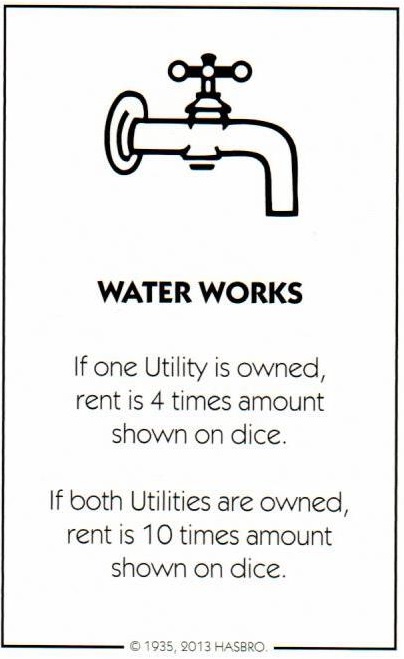 WATER WORKS
If one Utility is owned,
rent is 4 times amount
shown on dice.
If both Utilities are owned,
rent is 10 times amount
shown on dice.
© 1935, 2013 HASBRO.